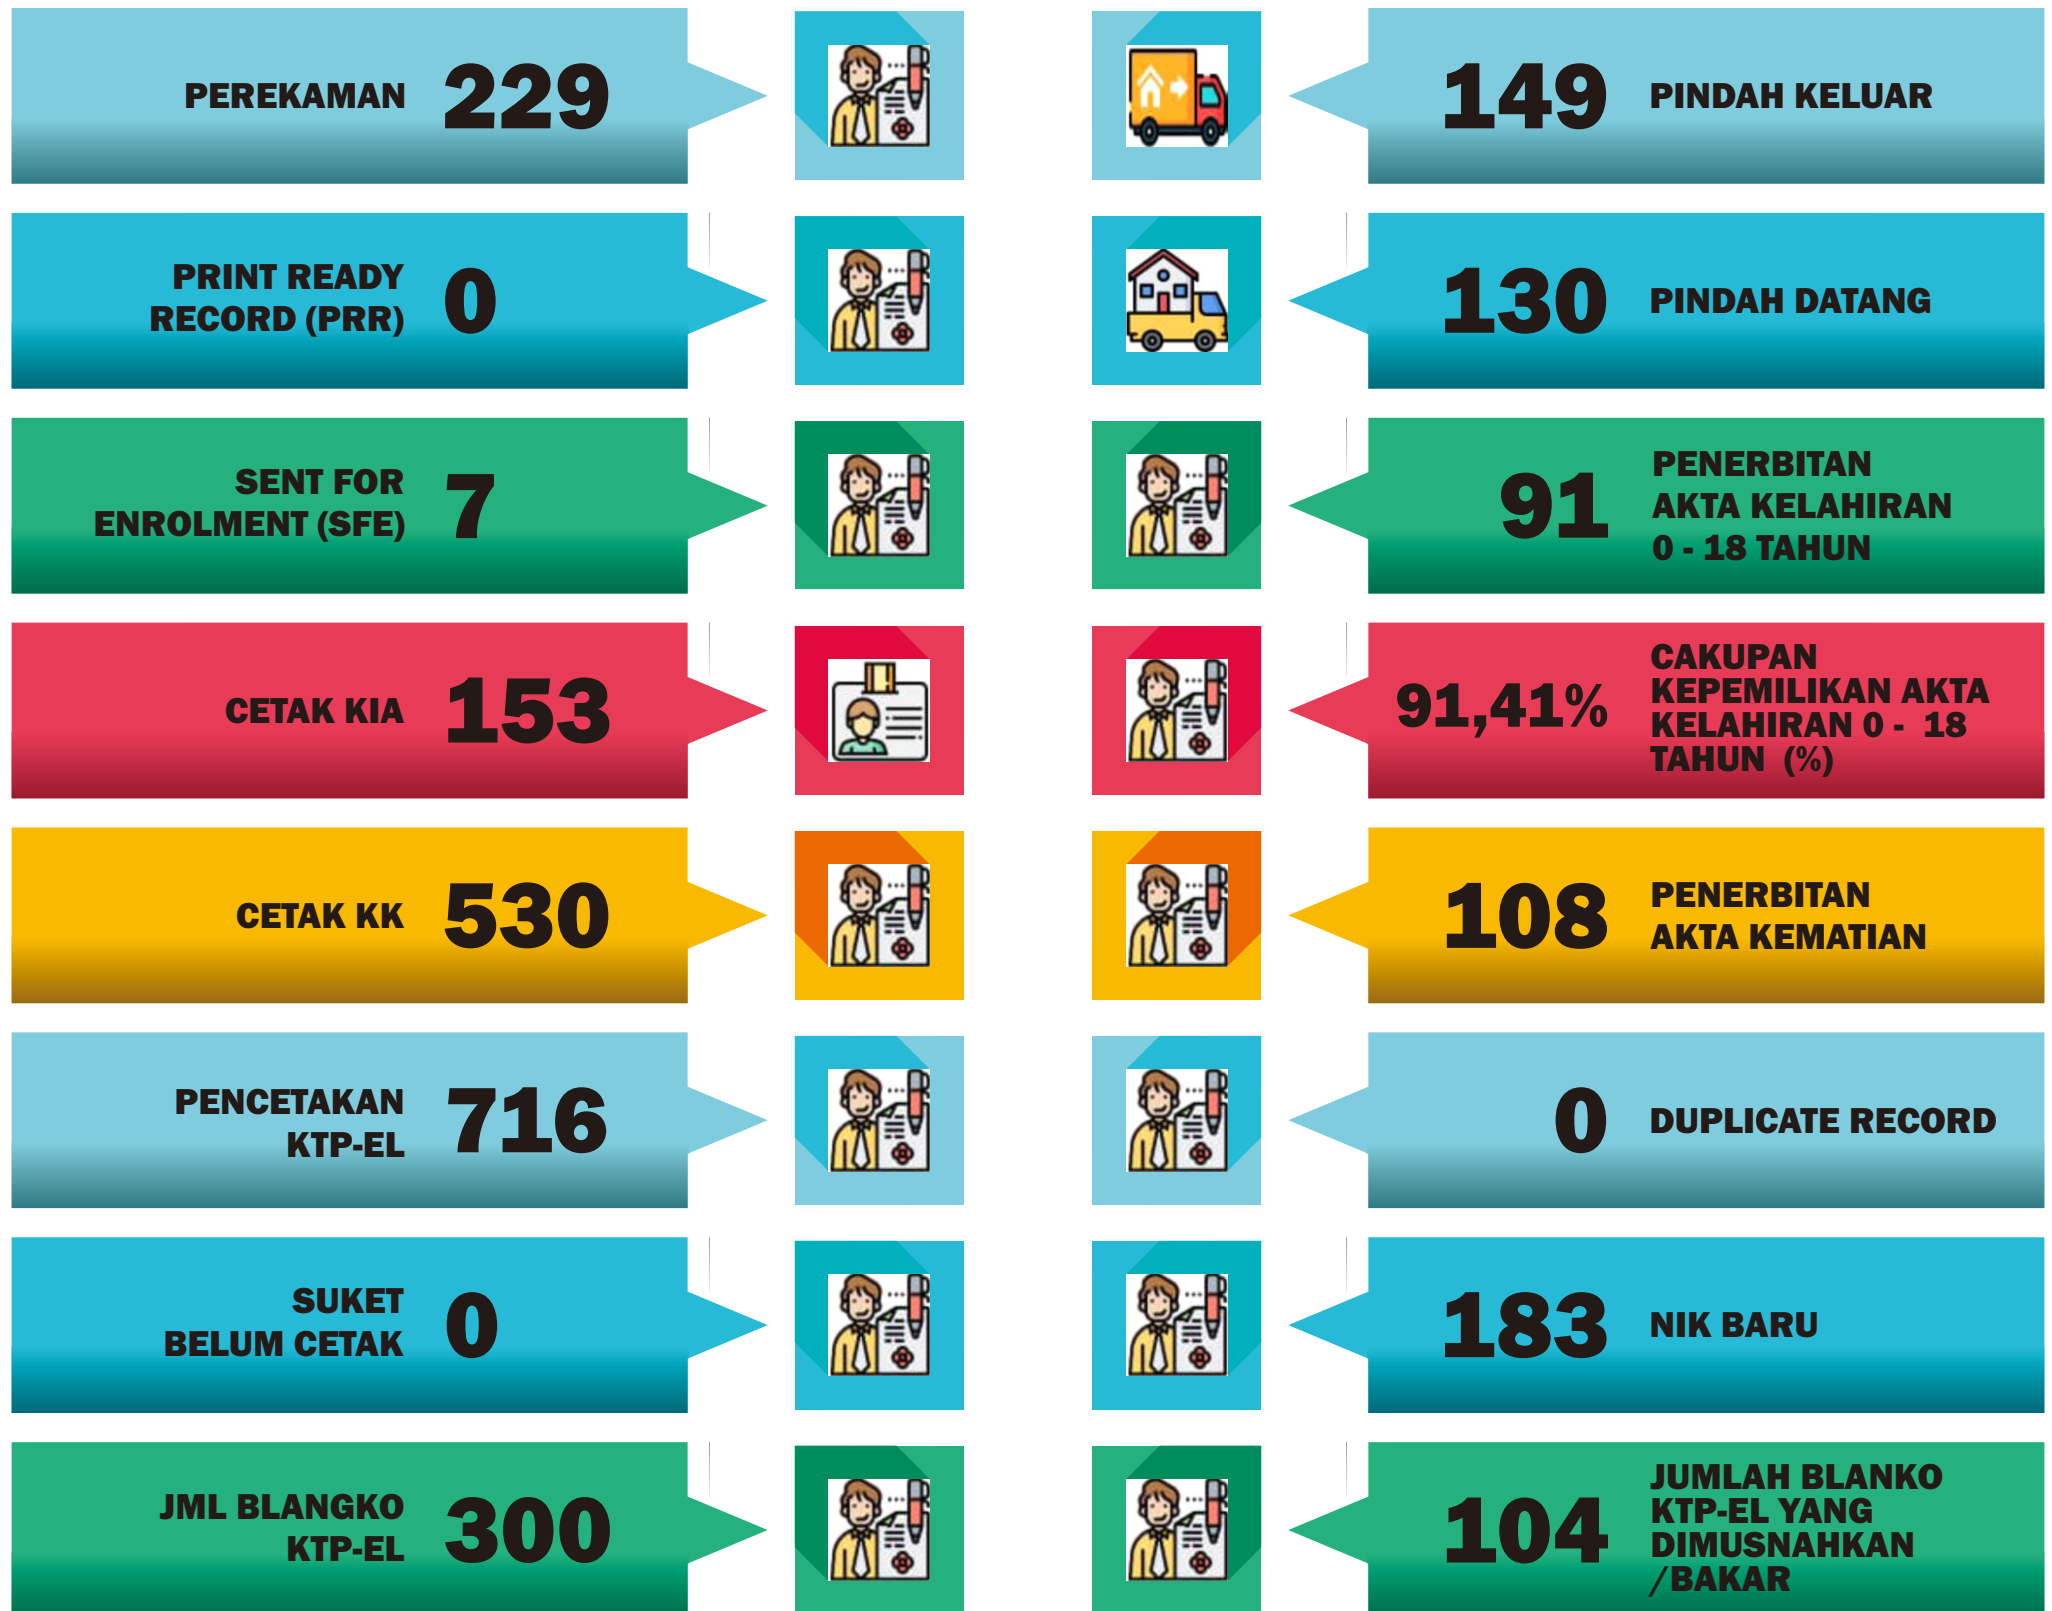 PEREKAMAN 229
149 PINDAH KELUAR
PRINT READY
RECORD (PRR) 0
130 PINDAH DATANG
SENT FOR
ENROLMENT (SFE) 7
91 PENERBITAN
AKTA KELAHIRAN
0 - 18 TAHUN
CETAK KIA 153
91,41% CAKUPAN
KEPEMILIKAN AKTA
KELAHIRAN 0 - 18
TAHUN (%)
CETAK KK 530
108 PENERBITAN
AKTA KEMATIAN
PENCETAKAN
KTP-EL 716
0 DUPLICATE RECORD
SUKET
BELUM CETAK 0
183 NIK BARU
JML BLANGKO
KTP-EL 300
104 JUMLAH BLANKO
KTP-EL YANG
DIMUSNAHKAN
/BAKAR